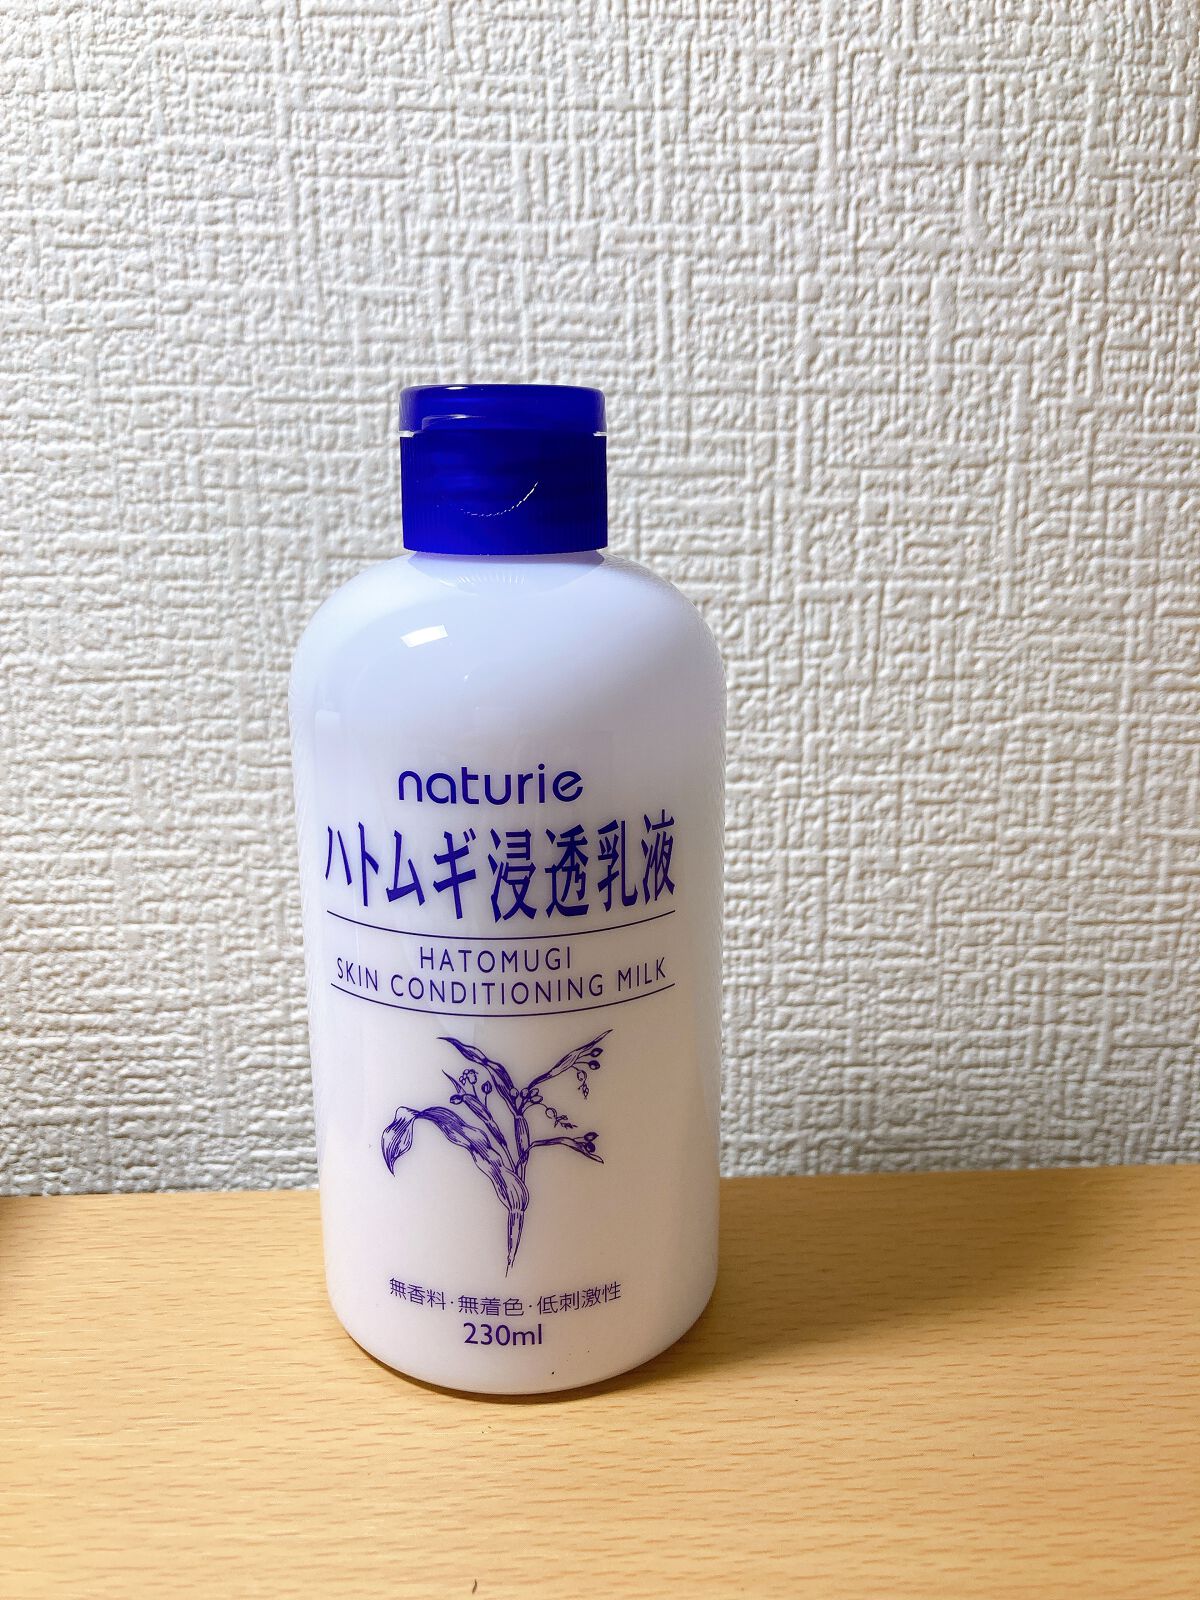 naturie
ハトムギ浸透乳液
HATOMUGI
SKIN CONDITIONING MILK
無香料・無着色・低刺激性
230ml